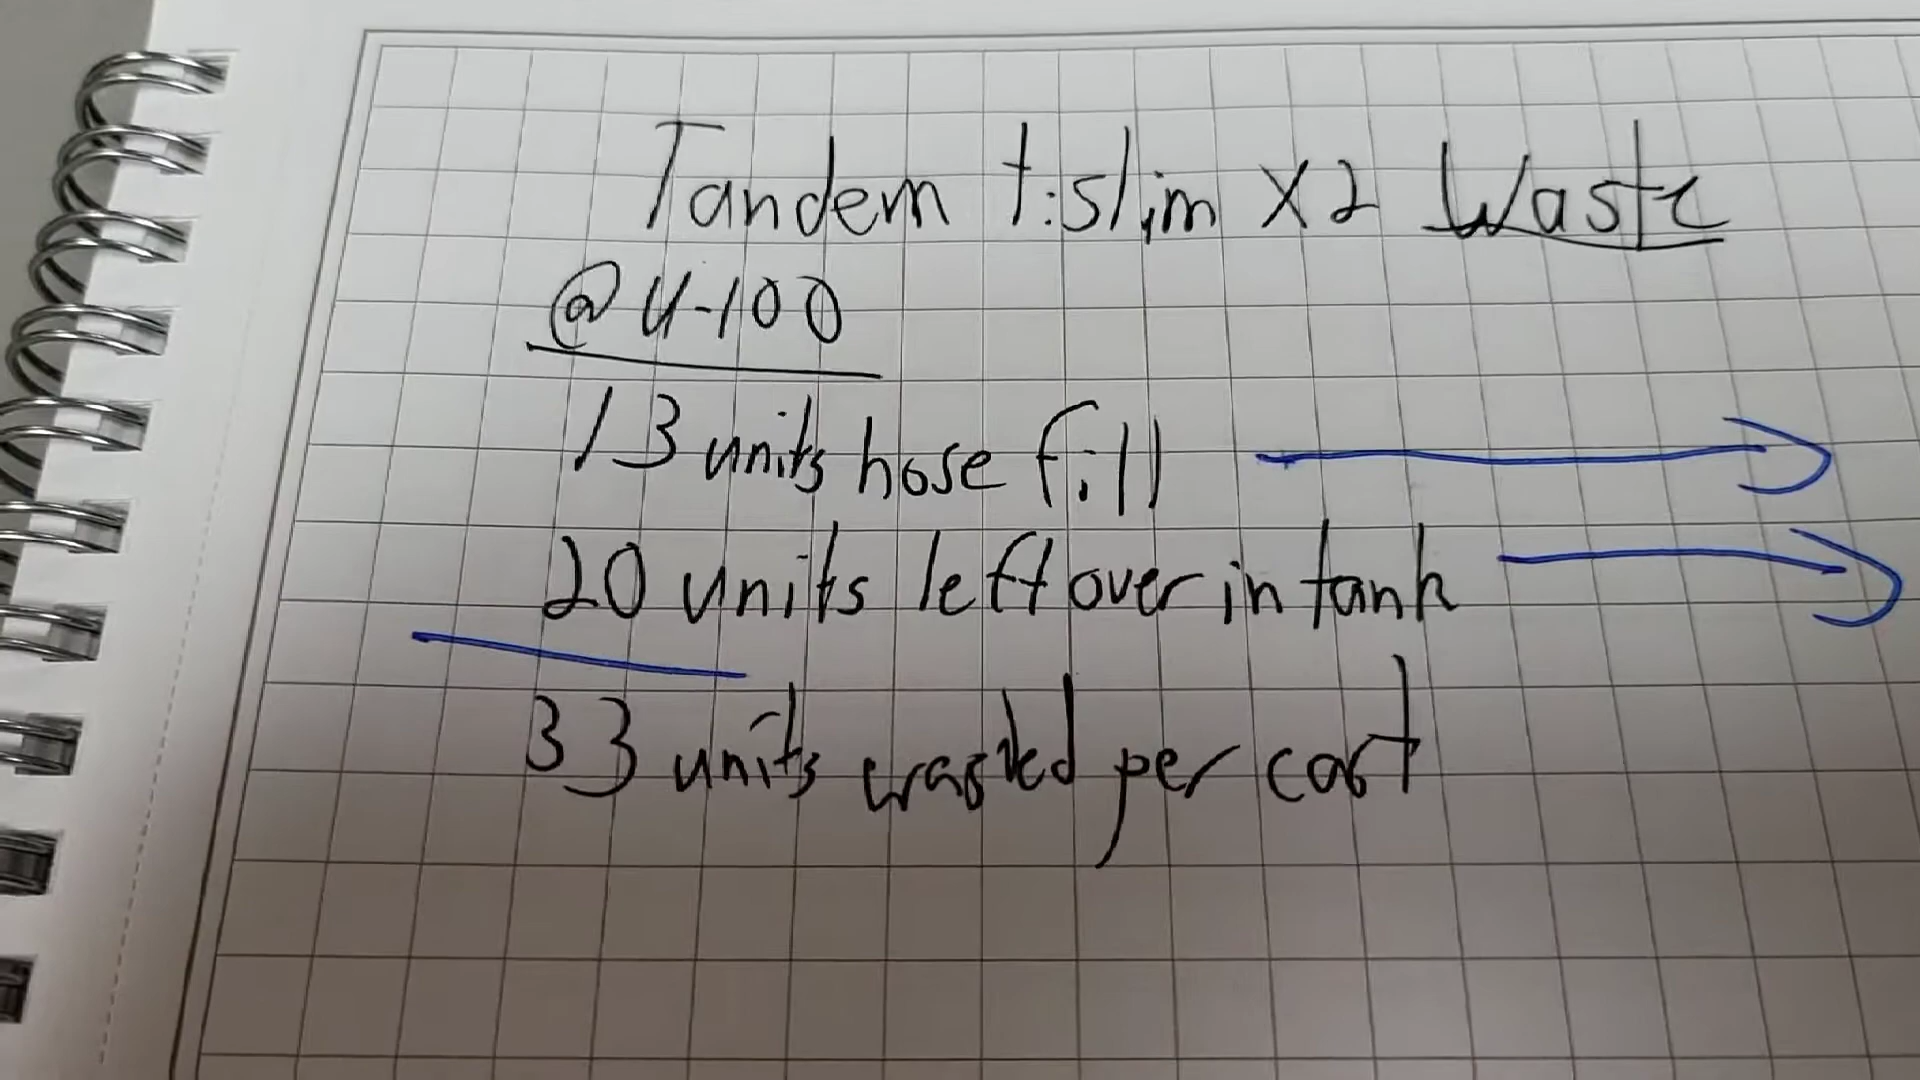 Tandem t:slim X2 Waste
@ U-100
13 units hose fill
20 units left over in tank
33 units wasted per cart